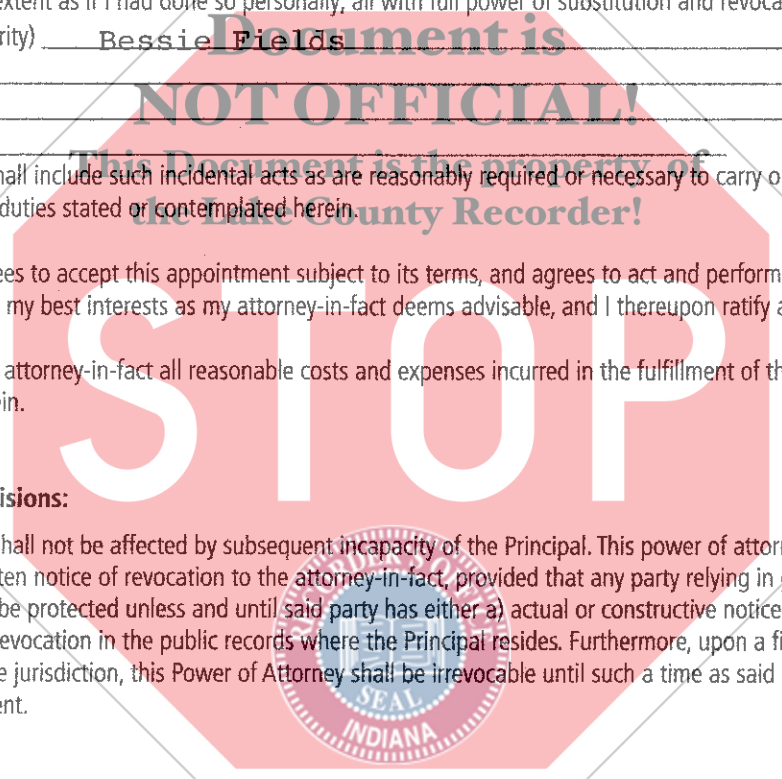 extent as if I had done so personally, all with full power of substitution and revoca
rity) Bessie Fields
Document is
NOT OFFICIAL!
This Document is the property of
the Lake County Recorder!
hall include such incidental acts as are reasonably required or necessary to carry o
duties stated or contemplated herein.
ees to accept this appointment subject to its terms, and agrees to act and perform
my best interests as my attorney-in-fact deems advisable, and I thereupon ratify a
attorney-in-fact all reasonable costs and expenses incurred in the fulfillment of th
ein.
STOP
isions:
hall not be affected by subsequent incapacity of the Principal. This power of attor
ten notice of revocation to the attorney-in-fact, provided that any party relying in
be protected unless and until said party has either a) actual or constructive notice
evocation in the public records where the Principal resides. Furthermore, upon a fi
e jurisdiction, this Power of Attorney shall be irrevocable until such a time as said
ent.
SEAL
INDIANA